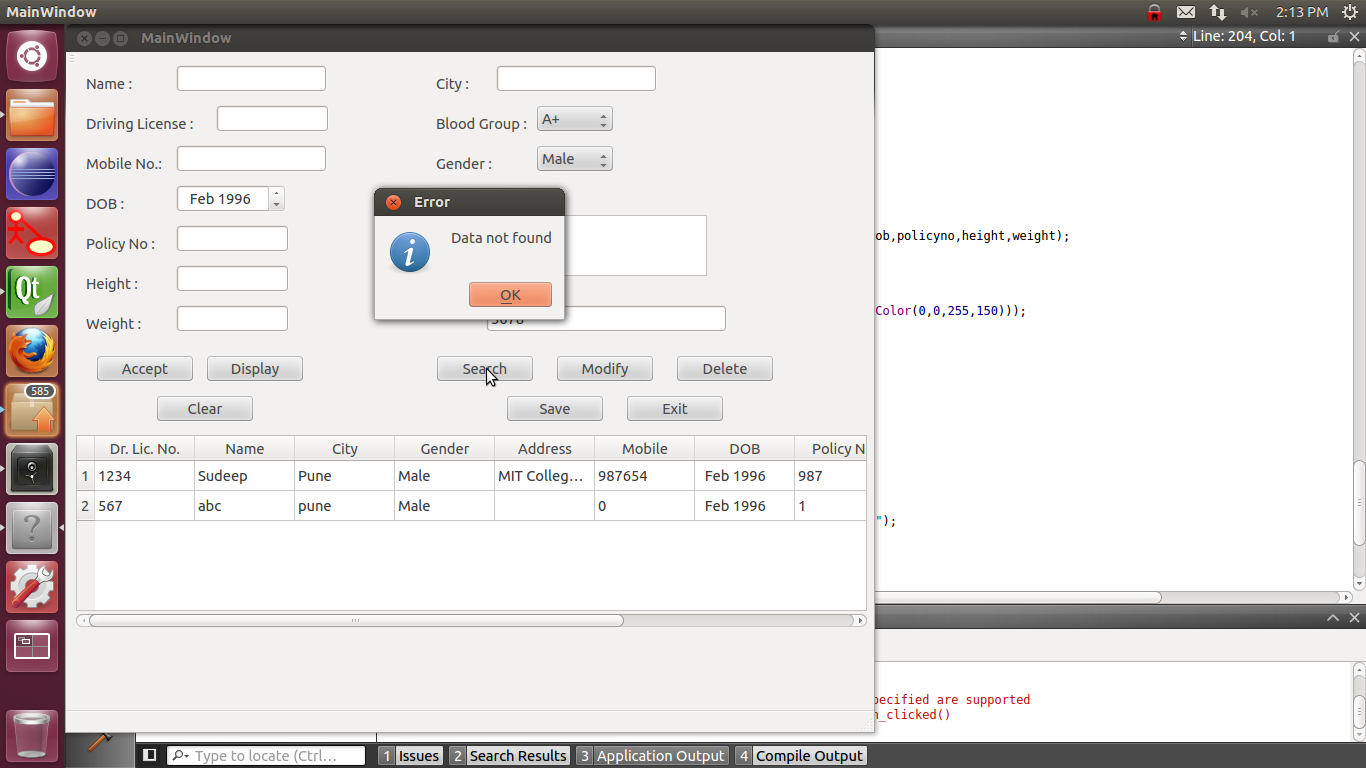 MainWindow 2:13 PM
MainWindow Line: 204, Col: 1
Name : City :
Driving License : Blood Group : A+
Mobile No.: Gender : Male
DOB : Feb 1996
Error
Policy No : Data not found
ob,policyno,height,weight);
Height :
OK
Color(0,0,255,150)));
Weight : 5678
Accept Display Search Modify Delete
585
Clear Save Exit
Dr. Lic. No. Name City Gender Address Mobile DOB Policy N
1 1234 Sudeep Pune Male MIT Colleg... 987654 Feb 1996 987
2 567 abc pune Male 0 Feb 1996 1
");
Qt
ecified are supported
n_clicked()
Type to locate (Ctrl... 1 Issues 2 Search Results 3 Application Output 4 Compile Output